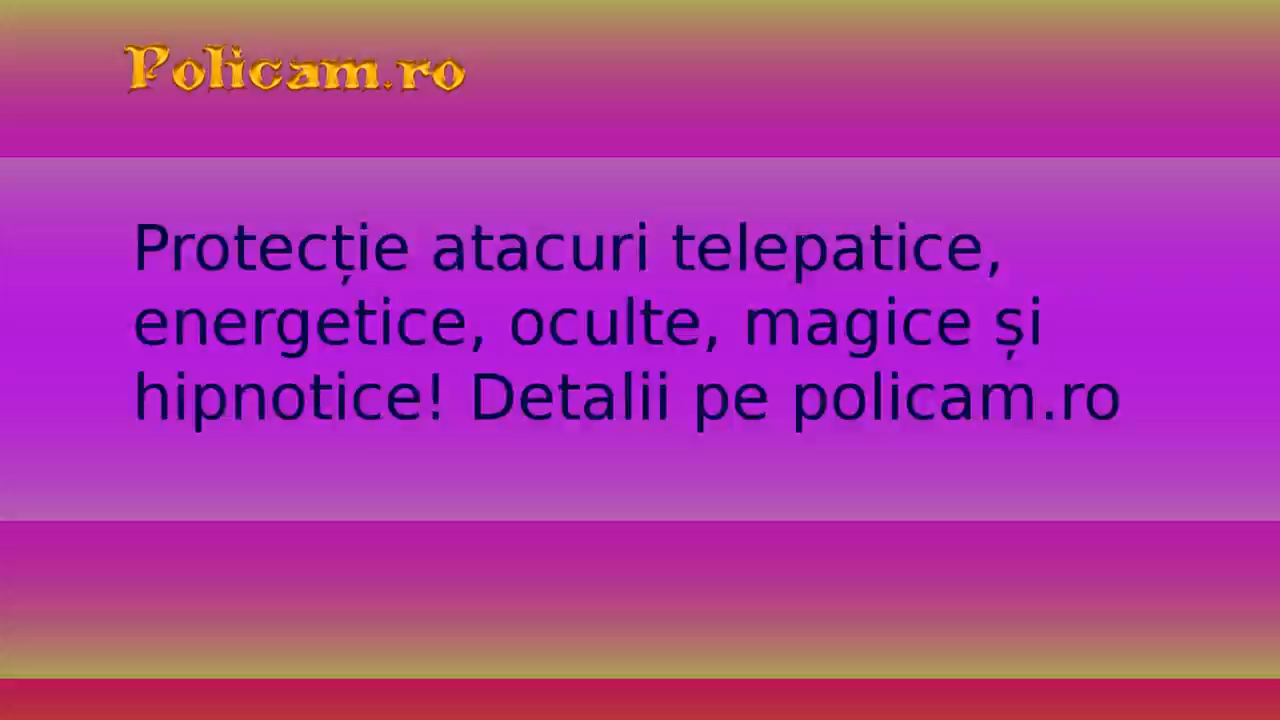 Policam.ro
Protecție atacuri telepatice,
energetice, oculte, magice și
hipnotice! Detalii pe policam.ro